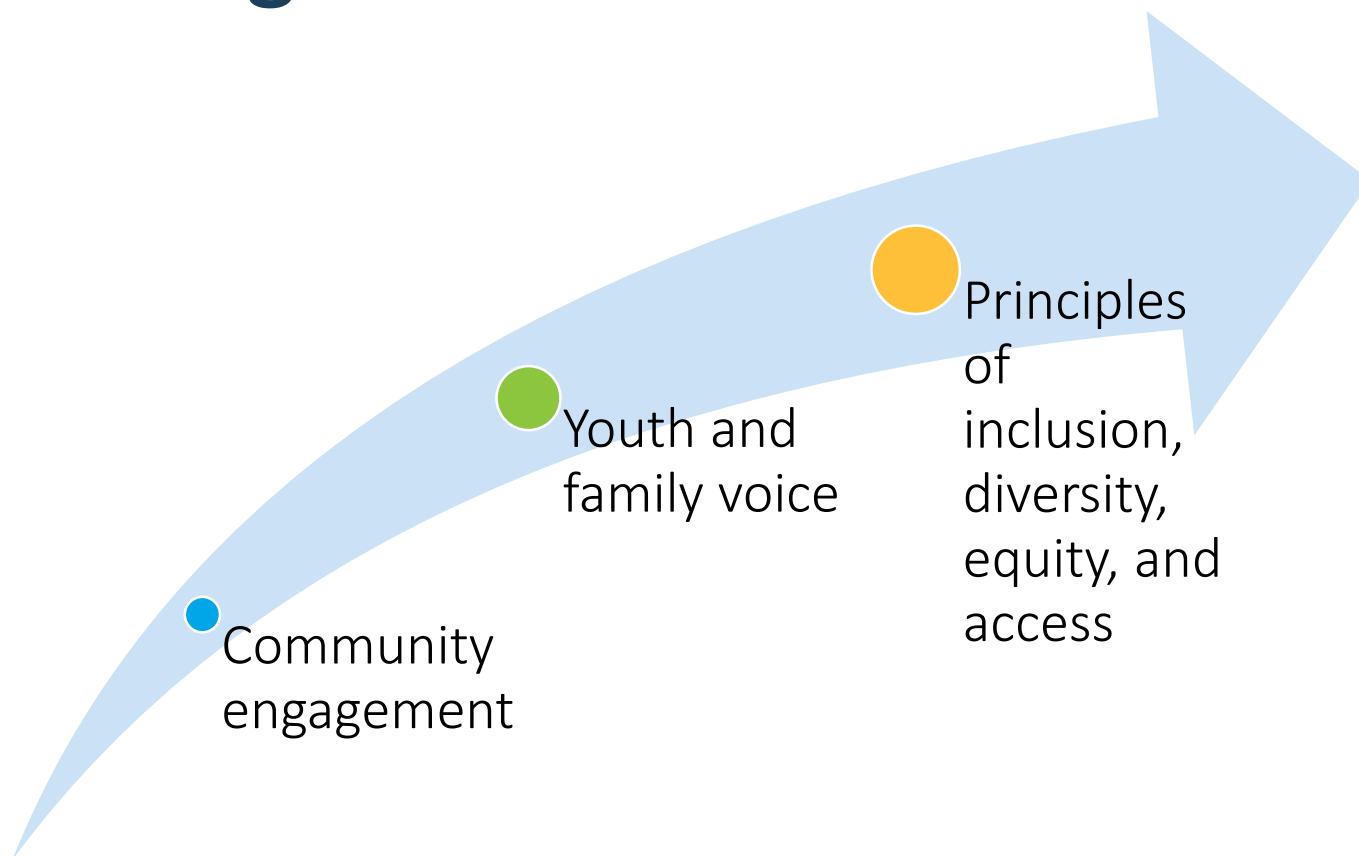 Community
engagement
Youth and
family voice
Principles
of
inclusion,
diversity,
equity, and
access